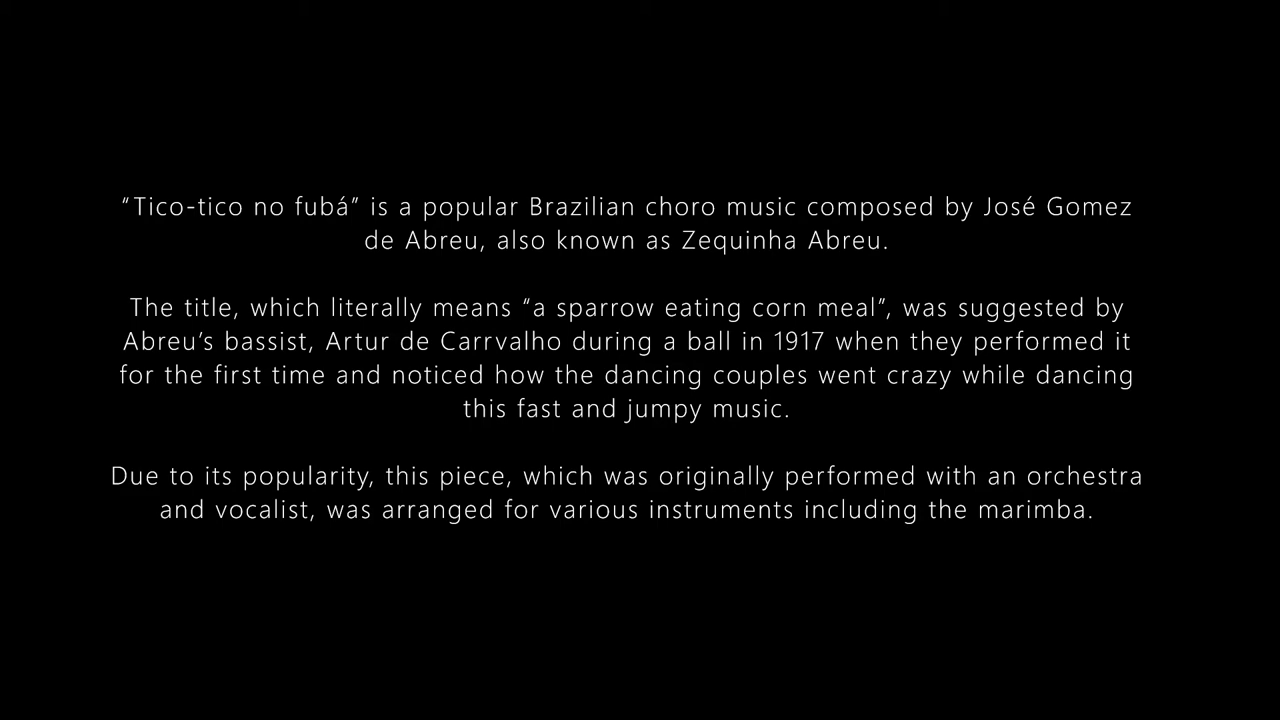 “Tico-tico no fubá” is a popular Brazilian choro music composed by José Gomez
de Abreu, also known as Zequinha Abreu.
The title, which literally means “a sparrow eating corn meal”, was suggested by
Abreu’s bassist, Artur de Carrvalho during a ball in 1917 when they performed it
for the first time and noticed how the dancing couples went crazy while dancing
this fast and jumpy music.
Due to its popularity, this piece, which was originally performed with an orchestra
and vocalist, was arranged for various instruments including the marimba.